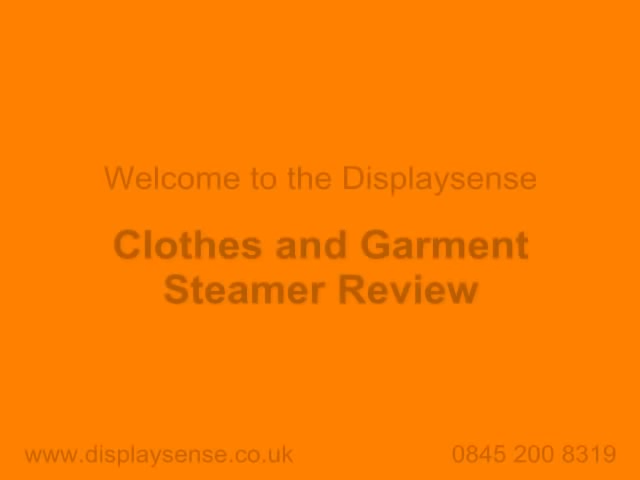 Welcome to the Displaysense
Clothes and Garment
Steamer Review
www.displaysense.co.uk
0845 200 8319